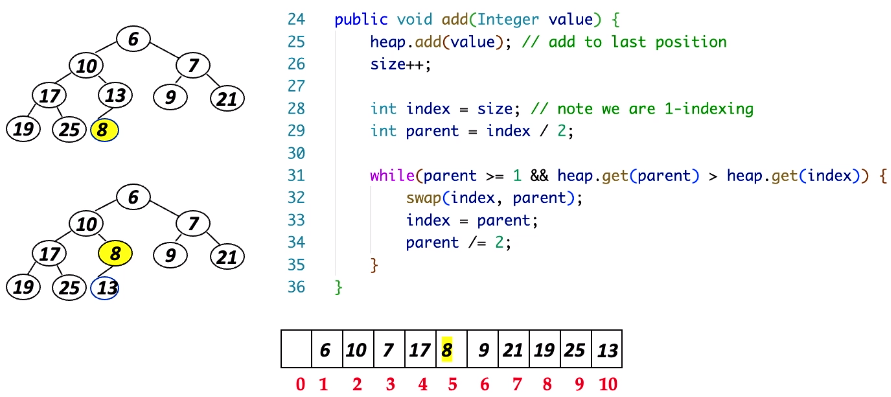 6
10 7
17 13 9 21
19 25 8
6
10 7
17 8 9 21
19 25 13
24 public void add(Integer value) {
25 heap.add(value); // add to last position
26 size++;
27
28 int index = size; // note we are 1-indexing
29 int parent = index / 2;
30
31 while(parent >= 1 && heap.get(parent) > heap.get(index)) {
32 swap(index, parent);
33 index = parent;
34 parent /= 2;
35 }
36 }
6 10 7 17 8 9 21 19 25 13
0 1 2 3 4 5 6 7 8 9 10